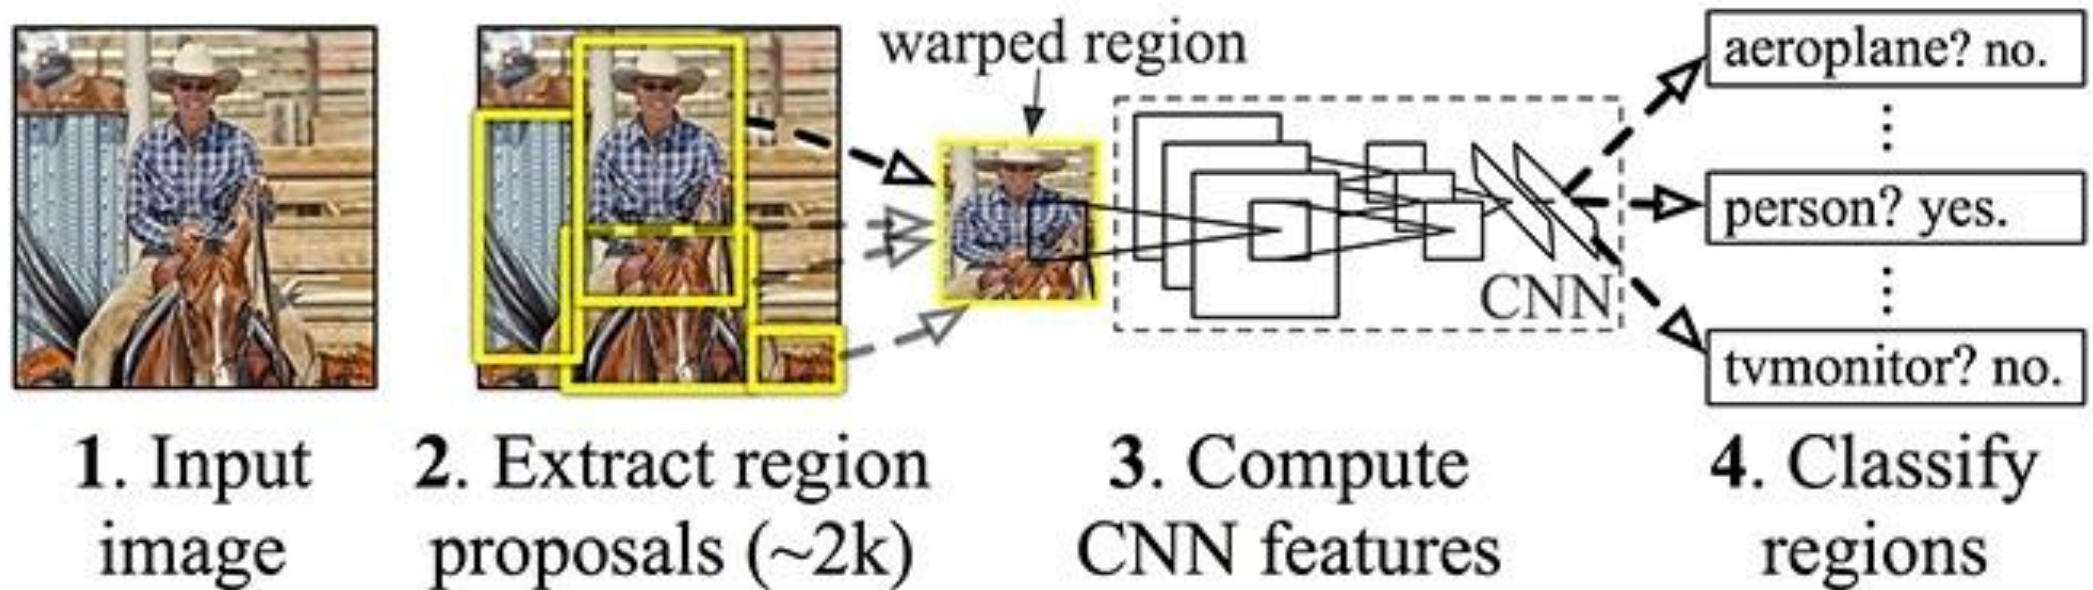 warped region
aeroplane? no.
person? yes.
CNN
tvmonitor? no.
1. Input
image
2. Extract region
proposals (~2k)
3. Compute
CNN features
4. Classify
regions